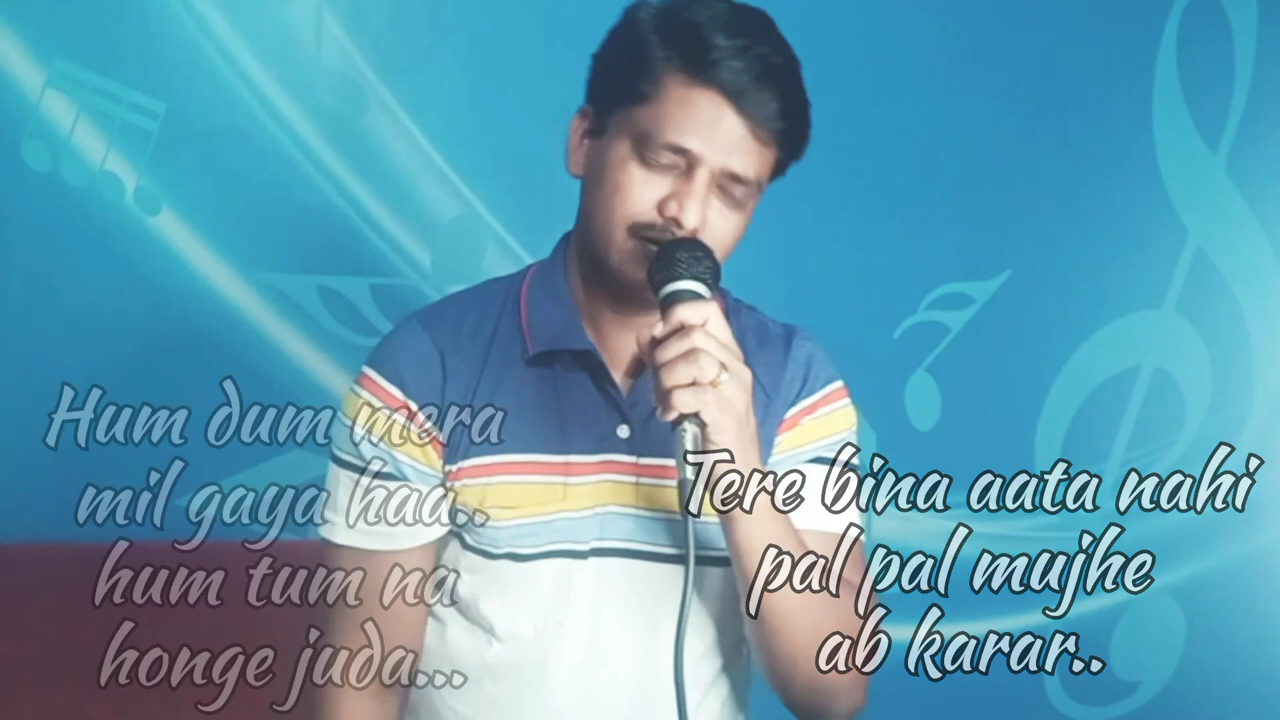 Hum dum mera
mil gaya haa..
hum tum na
honge juda...
Tere bina aata nahi
pal pal mujhe
ab karar..